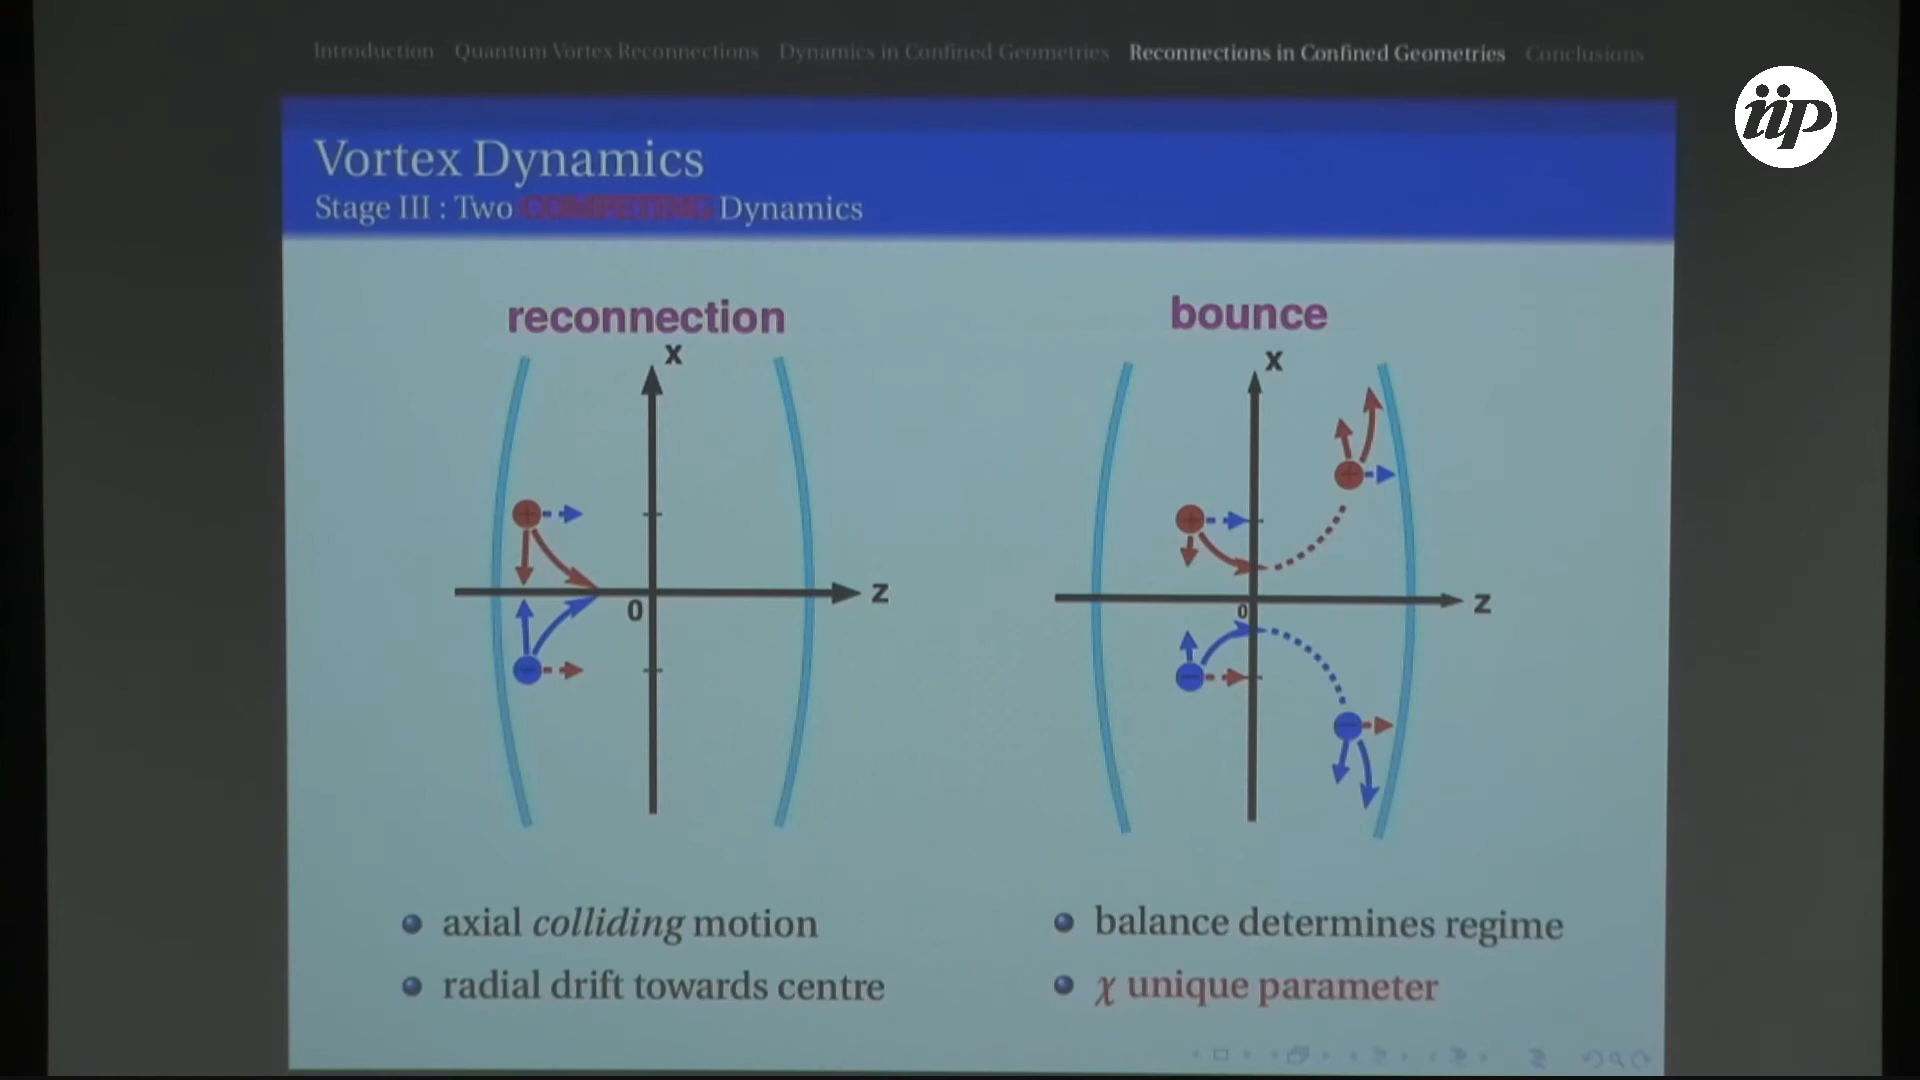 Introduction Quantum Vortex Reconnections Dynamics in Confined Geometries Reconnections in Confined Geometries Conclusions
iip
Vortex Dynamics
Stage III : Two COMPETING Dynamics
reconnection
bounce
x
x
+
+
+
z
z
0
0
−
−
−
axial colliding motion
balance determines regime
radial drift towards centre
χ unique parameter